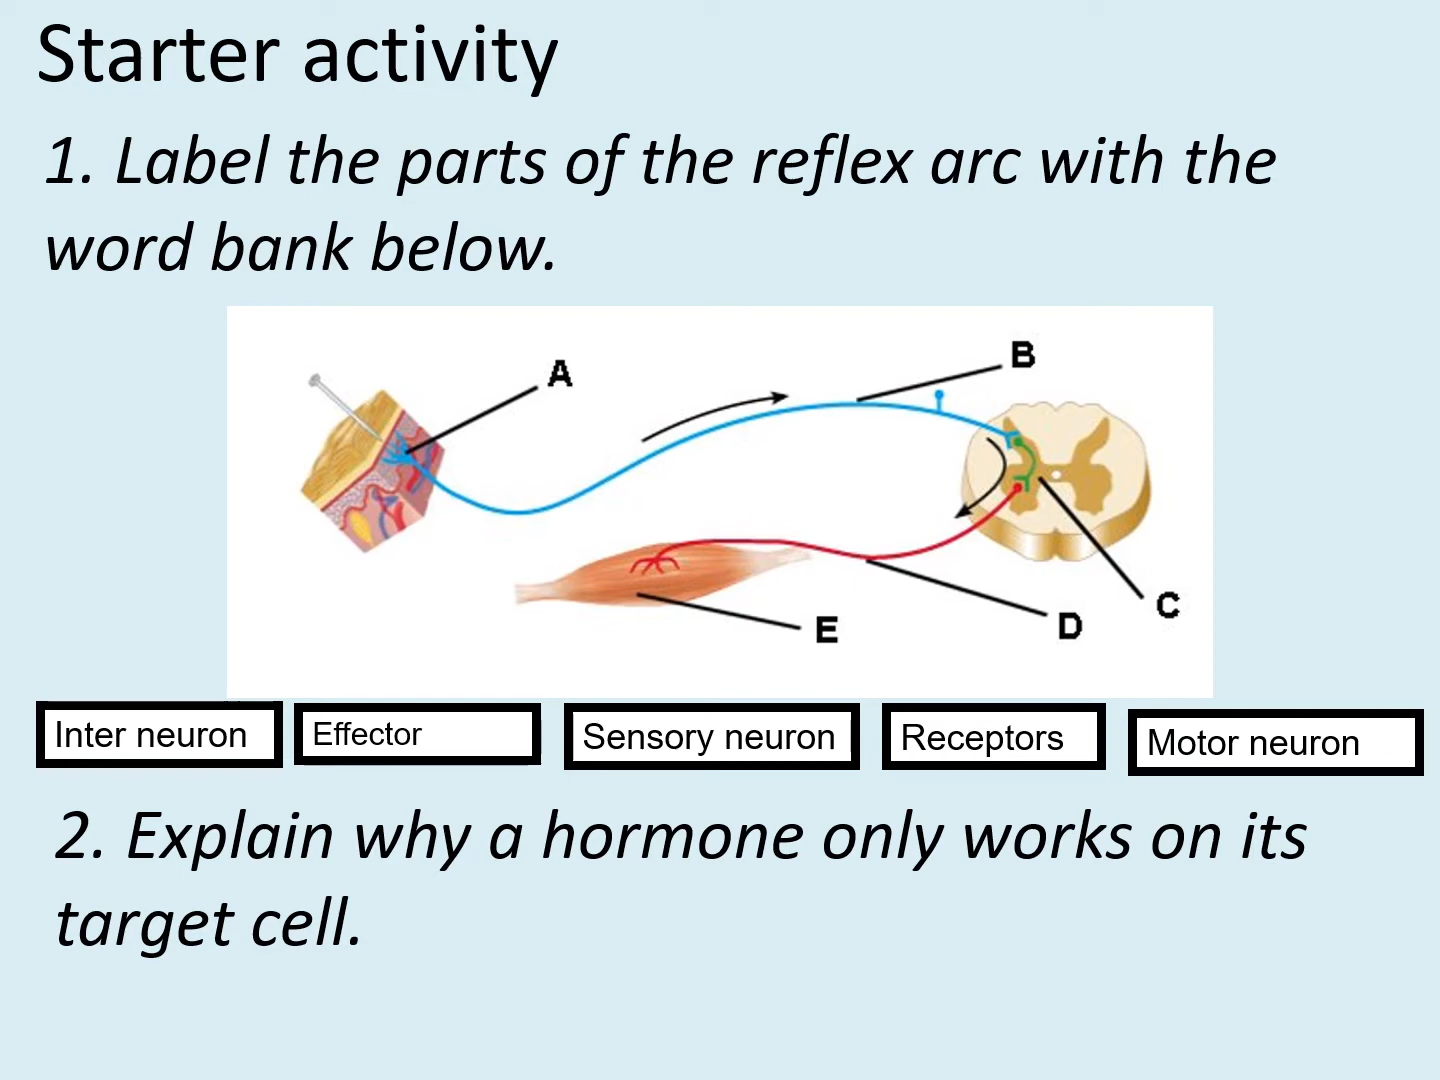 Starter activity
1. Label the parts of the reflex arc with the
word bank below.
A
B
C
D
E
Inter neuron
Effector
Sensory neuron
Receptors
Motor neuron
2. Explain why a hormone only works on its
target cell.